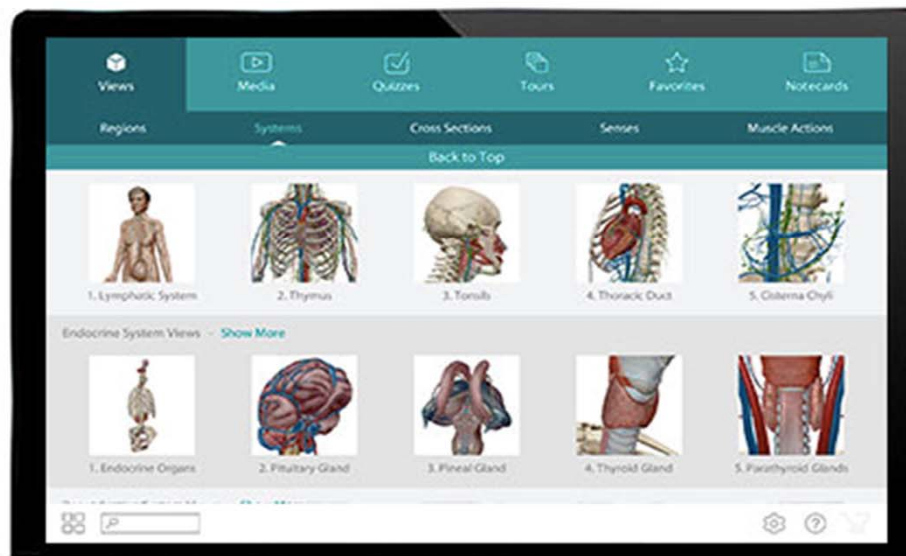 Views Media Quizzes Tours Favorites Notecards
Regions Systems Cross Sections Senses Muscle Actions
Back to Top
1. Lymphatic System 2. Thymus 3. Tonsils 4. Thoracic Duct 5. Cisterna Chyli
Endocrine System Views - Show More
1. Endocrine Organs 2. Pituitary Gland 3. Pineal Gland 4. Thyroid Gland 5. Parathyroid Glands
Show More